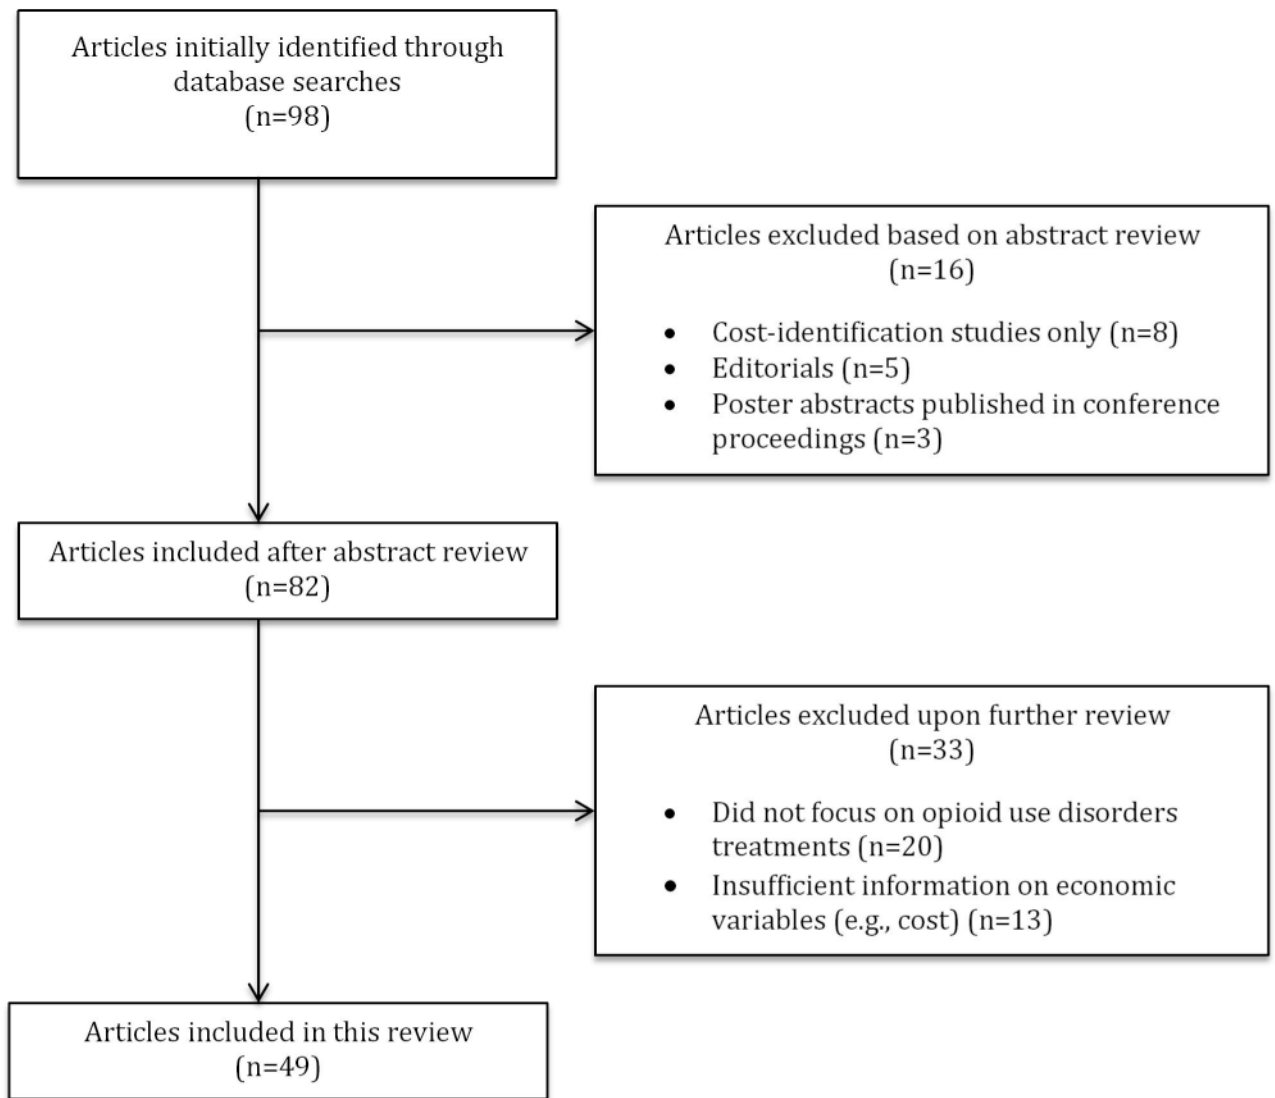 Articles initially identified through
database searches
(n=98)
Articles excluded based on abstract review
(n=16)
• Cost-identification studies only (n=8)
• Editorials (n=5)
• Poster abstracts published in conference
proceedings (n=3)
Articles included after abstract review
(n=82)
Articles excluded upon further review
(n=33)
• Did not focus on opioid use disorders
treatments (n=20)
• Insufficient information on economic
variables (e.g., cost) (n=13)
Articles included in this review
(n=49)